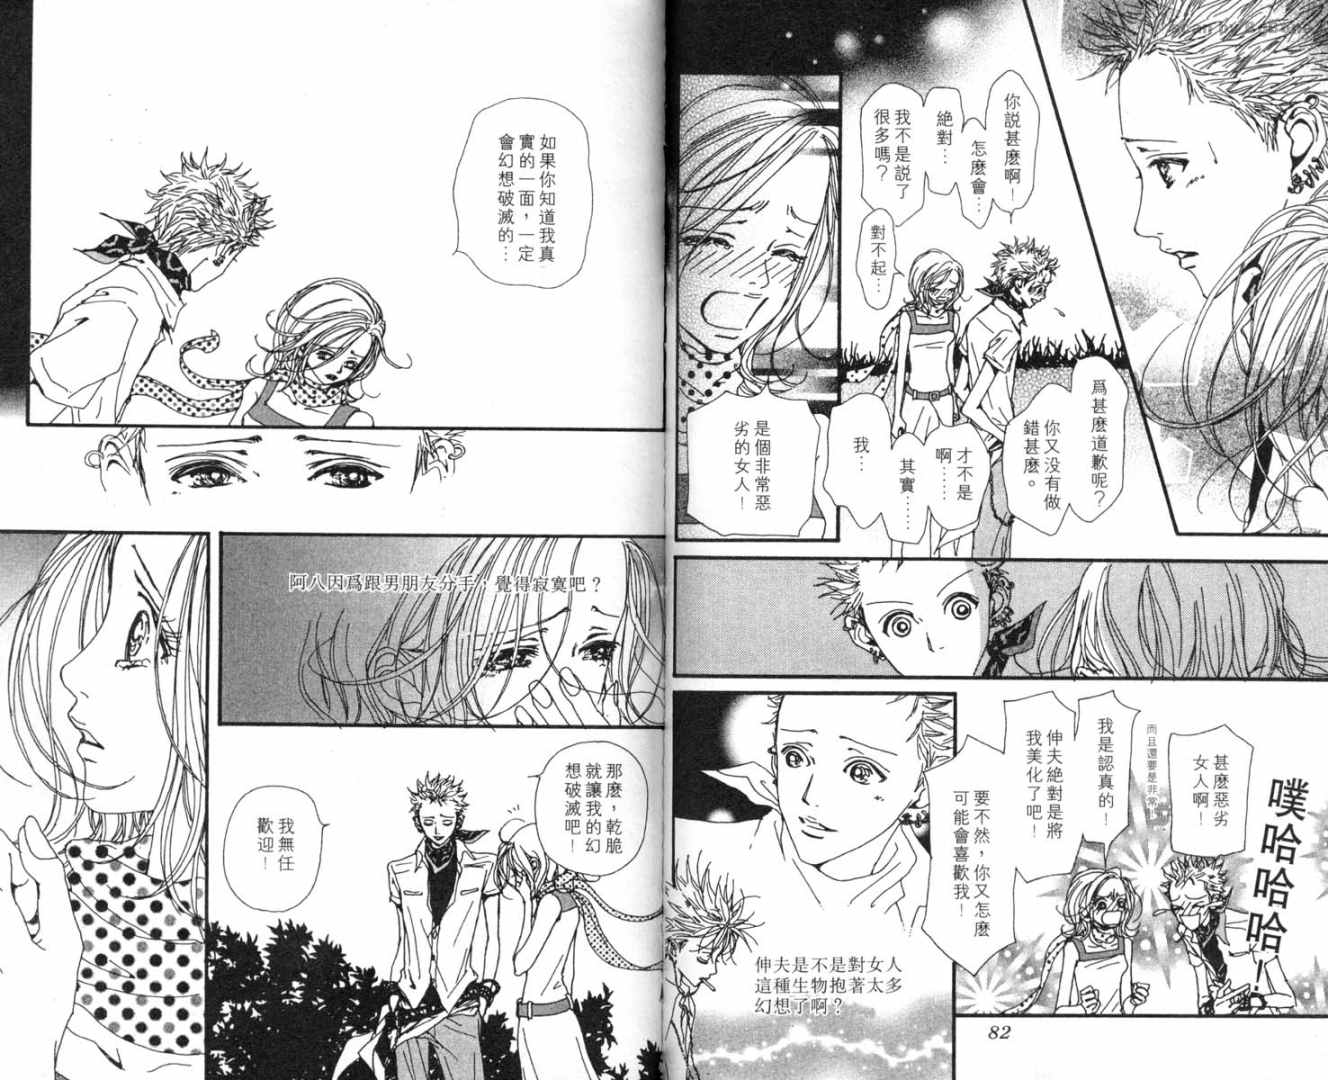 你說甚麼啊！
怎麼會…
絕對…
我不是說了
很多嗎？
對不起…
爲甚麼道歉呢？
你又沒有做
錯甚麼。
才不是
啊……
其實……
我…
是個非常惡
劣的女人！
噗哈哈哈！
甚麼惡劣
女人啊！
而且還要是非常！
我是認真的！
伸夫絕對是將
我美化了吧！
要不然，你又怎麼
可能會喜歡我！
伸夫是不是對女人
這種生物抱著太多
幻想了啊？
82
如果你知道我真
實的一面，一定
會幻想破滅的…
阿八因爲跟男朋友分手，覺得寂寞吧？
那麼，乾脆
就讓我的幻
想破滅吧！
我無任
歡迎！